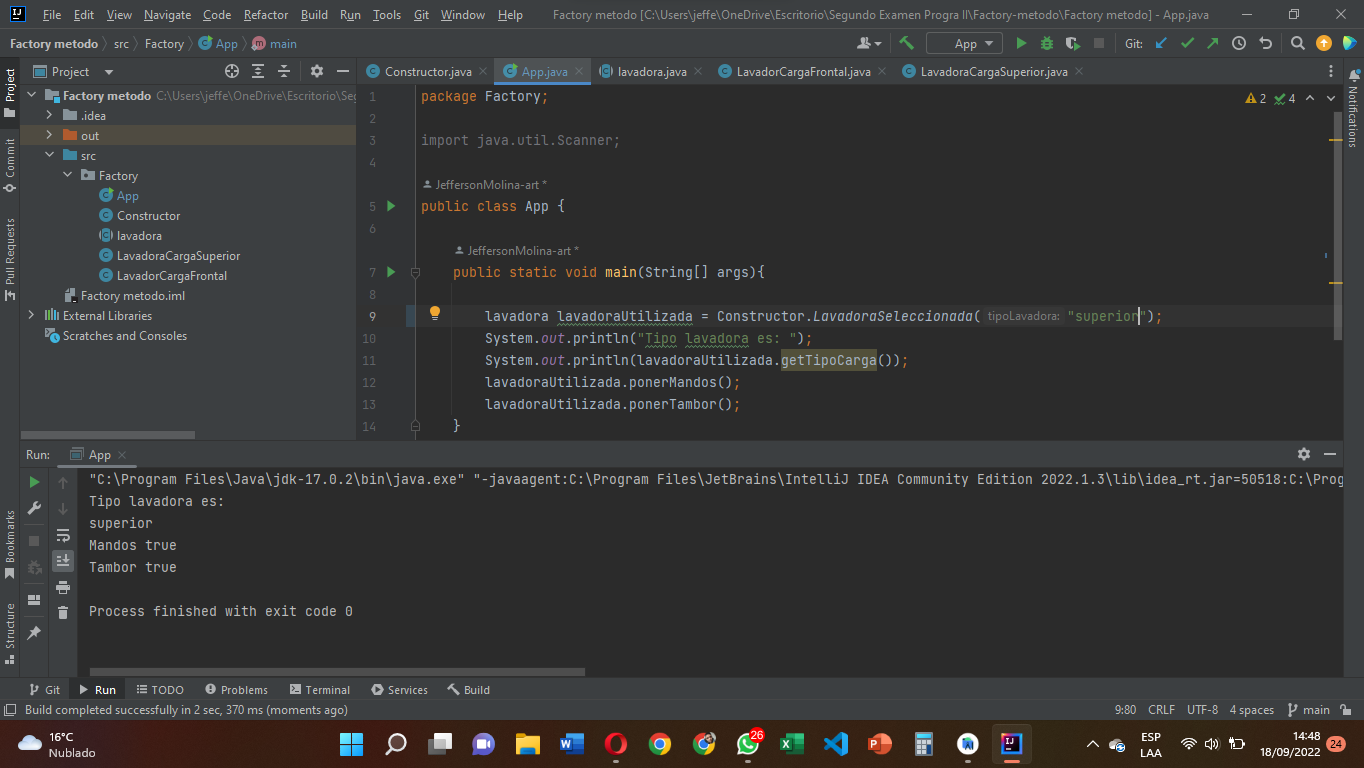 File Edit View Navigate Code Refactor Build Run Tools Git Window Help Factory metodo [C:\Users\jeffe\OneDrive\Escritorio\Segundo Examen Progra II\Factory-metodo\Factory metodo] - App.java
Factory metodo src Factory App main App Git:
Project
Constructor.java App.java lavadora.java LavadorCargaFrontal.java LavadoraCargaSuperior.java
Project
Commit
Pull Requests
Bookmarks
Structure
Notifications
Factory metodo C:\Users\jeffe\OneDrive\Escritorio\Seg
.idea
out
src
Factory
App
Constructor
lavadora
LavadoraCargaSuperior
LavadorCargaFrontal
Factory metodo.iml
External Libraries
Scratches and Consoles
2 4
1 package Factory;
2
3 import java.util.Scanner;
4
JeffersonMolina-art *
5 public class App {
6
JeffersonMolina-art *
7 public static void main(String[] args){
8
9 lavadora lavadoraUtilizada = Constructor.LavadoraSeleccionada( tipoLavadora: "superior");
10 System.out.println("Tipo lavadora es: ");
11 System.out.println(lavadoraUtilizada.getTipoCarga());
12 lavadoraUtilizada.ponerMandos();
13 lavadoraUtilizada.ponerTambor();
14 }
Run: App
"C:\Program Files\Java\jdk-17.0.2\bin\java.exe" "-javaagent:C:\Program Files\JetBrains\IntelliJ IDEA Community Edition 2022.1.3\lib\idea_rt.jar=50518:C:\Prog
Tipo lavadora es:
superior
Mandos true
Tambor true
Process finished with exit code 0
Git Run TODO Problems Terminal Services Build
Build completed successfully in 2 sec, 370 ms (moments ago) 9:80 CRLF UTF-8 4 spaces main
16°C
Nublado
26
ESP
LAA
14:48
18/09/2022
24